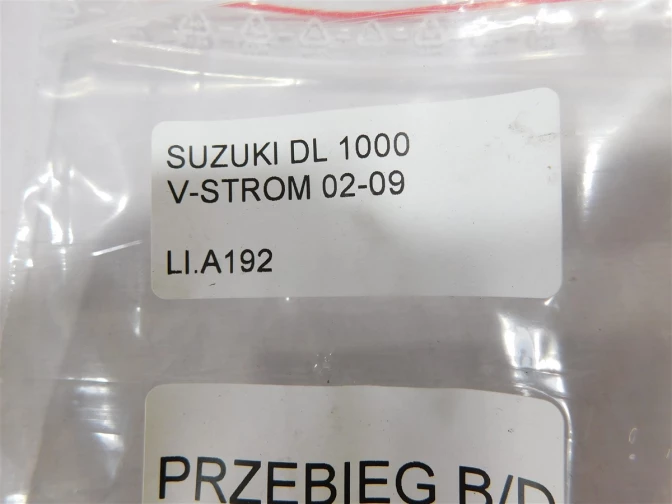 SUZUKI DL 1000
V-STROM 02-09
LI.A192
PRZEBIEG B/D